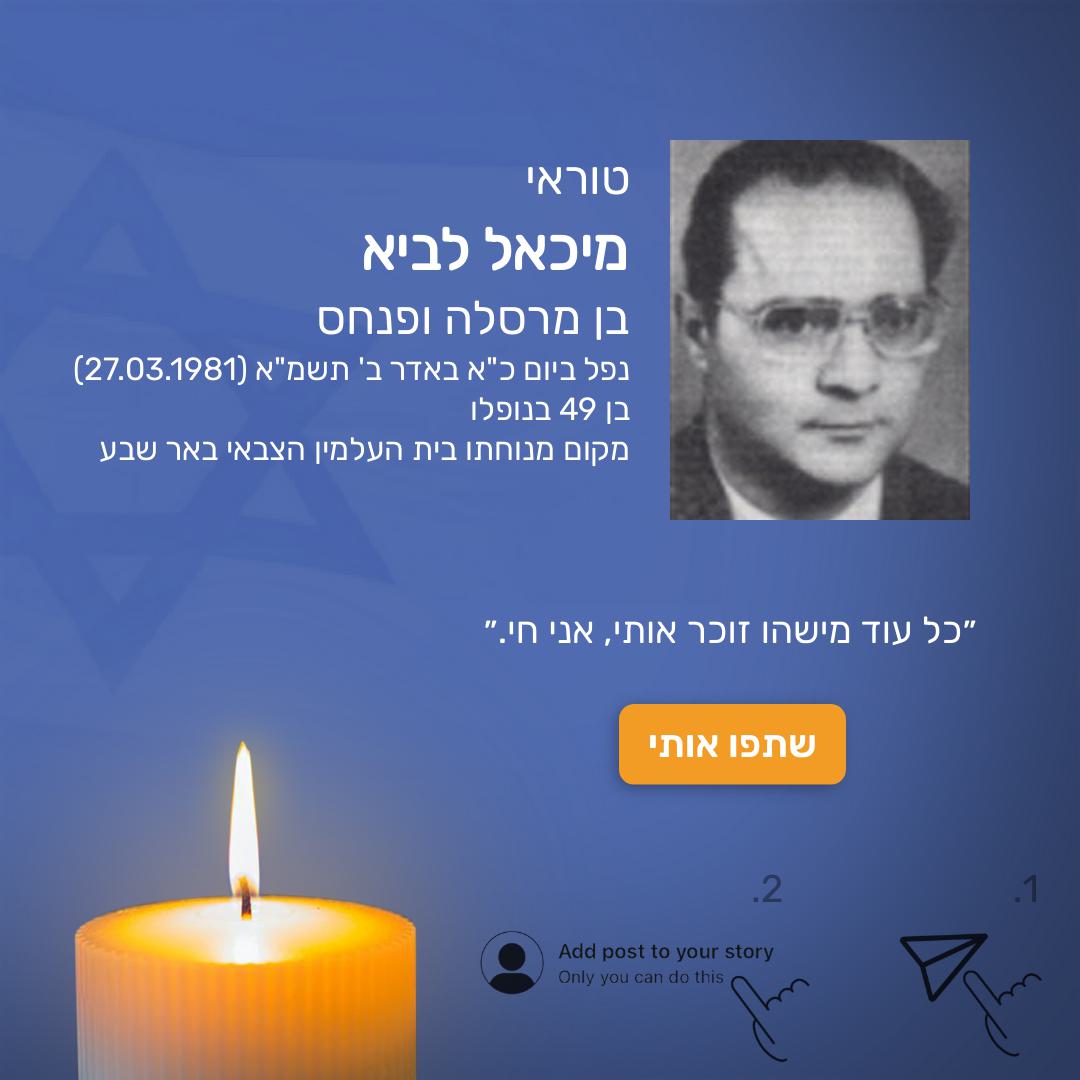 טוראי
מיכאל לביא
בן מרסלה ופנחס
נפל ביום כ"א באדר ב' תשמ"א (27.03.1981)
בן 49 בנופלו
מקום מנוחתו בית העלמין הצבאי באר שבע
״כל עוד מישהו זוכר אותי, אני חי.״
שתפו אותי
.1
.2
Add post to your story
Only you can do this